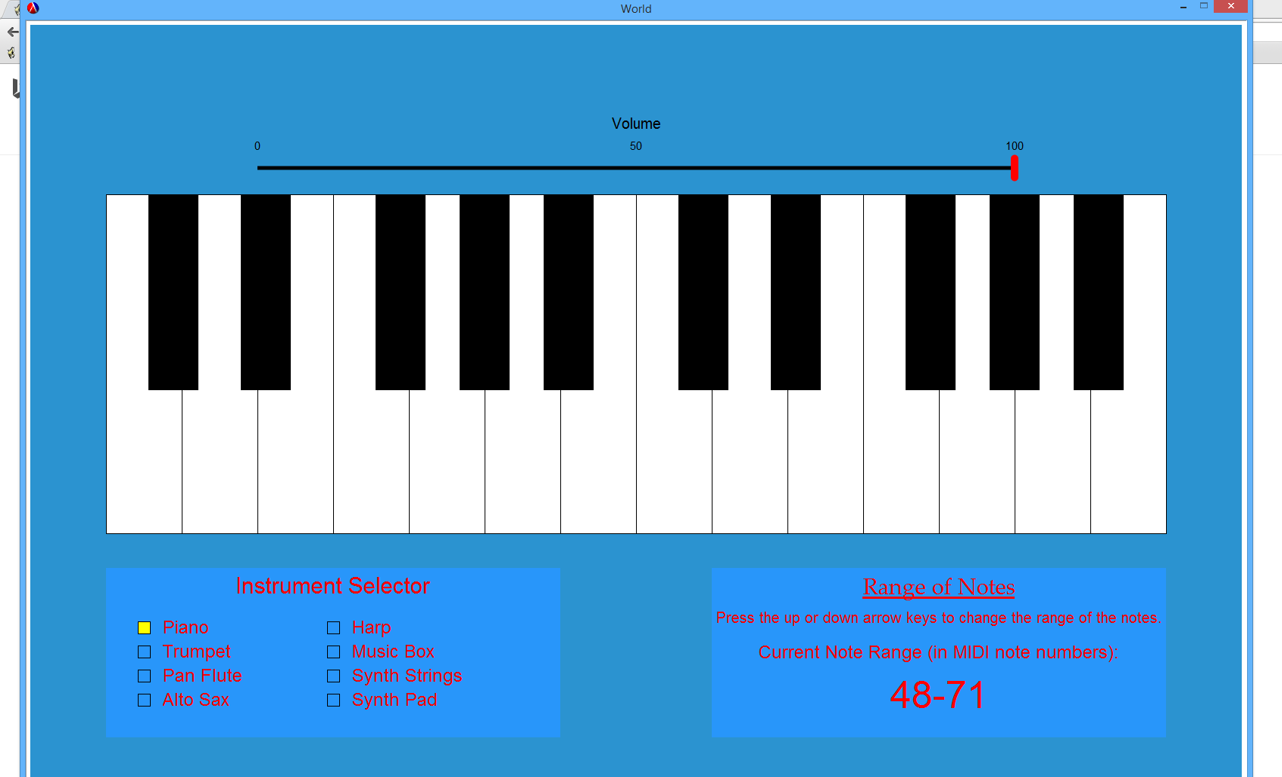 World
Volume
0 50 100
Instrument Selector
Piano Harp
Trumpet Music Box
Pan Flute Synth Strings
Alto Sax Synth Pad
Range of Notes
Press the up or down arrow keys to change the range of the notes.
Current Note Range (in MIDI note numbers):
48-71